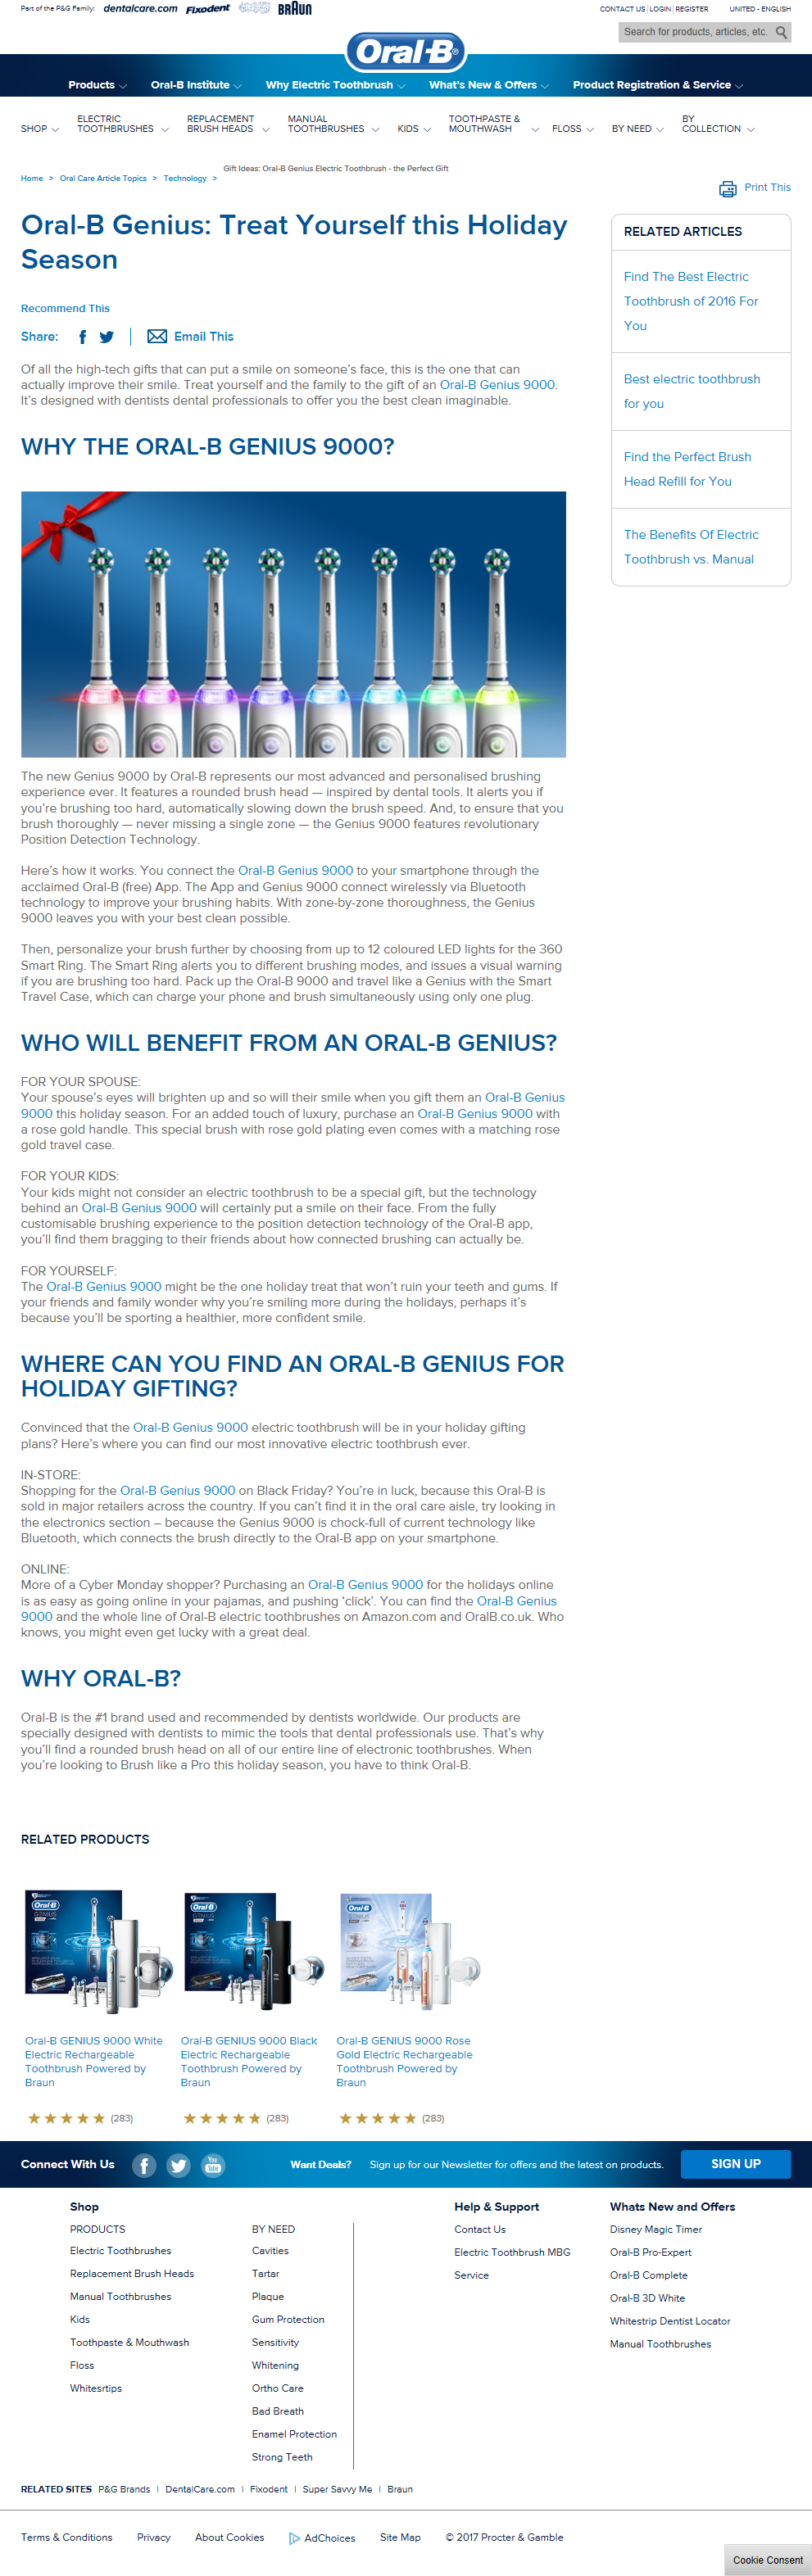 Part of the P&G Family:
dentalcare.com
Fixodent
BRAUN
CONTACT US | LOGIN | REGISTER
UNITED - ENGLISH
Search for products, articles, etc.
Oral-B
Products
Oral-B Institute
Why Electric Toothbrush
What's New & Offers
Product Registration & Service
SHOP
ELECTRIC
TOOTHBRUSHES
REPLACEMENT
BRUSH HEADS
MANUAL
TOOTHBRUSHES
KIDS
TOOTHPASTE &
MOUTHWASH
FLOSS
BY NEED
BY
COLLECTION
Home > Oral Care Article Topics > Technology >
Gift Ideas: Oral-B Genius Electric Toothbrush - the Perfect Gift
Print This
Oral-B Genius: Treat Yourself this Holiday
Season
Recommend This
Share:
Email This
Of all the high-tech gifts that can put a smile on someone's face, this is the one that can
actually improve their smile. Treat yourself and the family to the gift of an Oral-B Genius 9000.
It's designed with dentists dental professionals to offer you the best clean imaginable.
RELATED ARTICLES
Find The Best Electric
Toothbrush of 2016 For
You
Best electric toothbrush
for you
Find the Perfect Brush
Head Refill for You
The Benefits Of Electric
Toothbrush vs. Manual
WHY THE ORAL-B GENIUS 9000?
The new Genius 9000 by Oral-B represents our most advanced and personalised brushing
experience ever. It features a rounded brush head — inspired by dental tools. It alerts you if
you're brushing too hard, automatically slowing down the brush speed. And, to ensure that you
brush thoroughly — never missing a single zone — the Genius 9000 features revolutionary
Position Detection Technology.
Here's how it works. You connect the Oral-B Genius 9000 to your smartphone through the
acclaimed Oral-B (free) App. The App and Genius 9000 connect wirelessly via Bluetooth
technology to improve your brushing habits. With zone-by-zone thoroughness, the Genius
9000 leaves you with your best clean possible.
Then, personalize your brush further by choosing from up to 12 coloured LED lights for the 360
Smart Ring. The Smart Ring alerts you to different brushing modes, and issues a visual warning
if you are brushing too hard. Pack up the Oral-B 9000 and travel like a Genius with the Smart
Travel Case, which can charge your phone and brush simultaneously using only one plug.
WHO WILL BENEFIT FROM AN ORAL-B GENIUS?
FOR YOUR SPOUSE:
Your spouse's eyes will brighten up and so will their smile when you gift them an Oral-B Genius
9000 this holiday season. For an added touch of luxury, purchase an Oral-B Genius 9000 with
a rose gold handle. This special brush with rose gold plating even comes with a matching rose
gold travel case.
FOR YOUR KIDS:
Your kids might not consider an electric toothbrush to be a special gift, but the technology
behind an Oral-B Genius 9000 will certainly put a smile on their face. From the fully
customisable brushing experience to the position detection technology of the Oral-B app,
you'll find them bragging to their friends about how connected brushing can actually be.
FOR YOURSELF:
The Oral-B Genius 9000 might be the one holiday treat that won't ruin your teeth and gums. If
your friends and family wonder why you're smiling more during the holidays, perhaps it's
because you'll be sporting a healthier, more confident smile.
WHERE CAN YOU FIND AN ORAL-B GENIUS FOR
HOLIDAY GIFTING?
Convinced that the Oral-B Genius 9000 electric toothbrush will be in your holiday gifting
plans? Here's where you can find our most innovative electric toothbrush ever.
IN-STORE:
Shopping for the Oral-B Genius 9000 on Black Friday? You're in luck, because this Oral-B is
sold in major retailers across the country. If you can't find it in the oral care aisle, try looking in
the electronics section – because the Genius 9000 is chock-full of current technology like
Bluetooth, which connects the brush directly to the Oral-B app on your smartphone.
ONLINE:
More of a Cyber Monday shopper? Purchasing an Oral-B Genius 9000 for the holidays online
is as easy as going online in your pajamas, and pushing 'click'. You can find the Oral-B Genius
9000 and the whole line of Oral-B electric toothbrushes on Amazon.com and OralB.co.uk. Who
knows, you might even get lucky with a great deal.
WHY ORAL-B?
Oral-B is the #1 brand used and recommended by dentists worldwide. Our products are
specially designed with dentists to mimic the tools that dental professionals use. That's why
you'll find a rounded brush head on all of our entire line of electronic toothbrushes. When
you're looking to Brush like a Pro this holiday season, you have to think Oral-B.
RELATED PRODUCTS
Oral-B
GENIUS
Oral-B
GENIUS
Oral-B
GENIUS
Oral-B GENIUS 9000 White
Electric Rechargeable
Toothbrush Powered by
Braun
(283)
Oral-B GENIUS 9000 Black
Electric Rechargeable
Toothbrush Powered by
Braun
(283)
Oral-B GENIUS 9000 Rose
Gold Electric Rechargeable
Toothbrush Powered by
Braun
(283)
Connect With Us
You Tube
Want Deals?
Sign up for our Newsletter for offers and the latest on products.
SIGN UP
Shop
PRODUCTS
Electric Toothbrushes
Replacement Brush Heads
Manual Toothbrushes
Kids
Toothpaste & Mouthwash
Floss
Whitesrtips
BY NEED
Cavities
Tartar
Plaque
Gum Protection
Sensitivity
Whitening
Ortho Care
Bad Breath
Enamel Protection
Strong Teeth
Help & Support
Contact Us
Electric Toothbrush MBG
Service
Whats New and Offers
Disney Magic Timer
Oral-B Pro-Expert
Oral-B Complete
Oral-B 3D White
Whitestrip Dentist Locator
Manual Toothbrushes
RELATED SITES P&G Brands | DentalCare.com | Fixodent | Super Savvy Me | Braun
Terms & Conditions
Privacy
About Cookies
AdChoices
Site Map
© 2017 Procter & Gamble
Cookie Consent